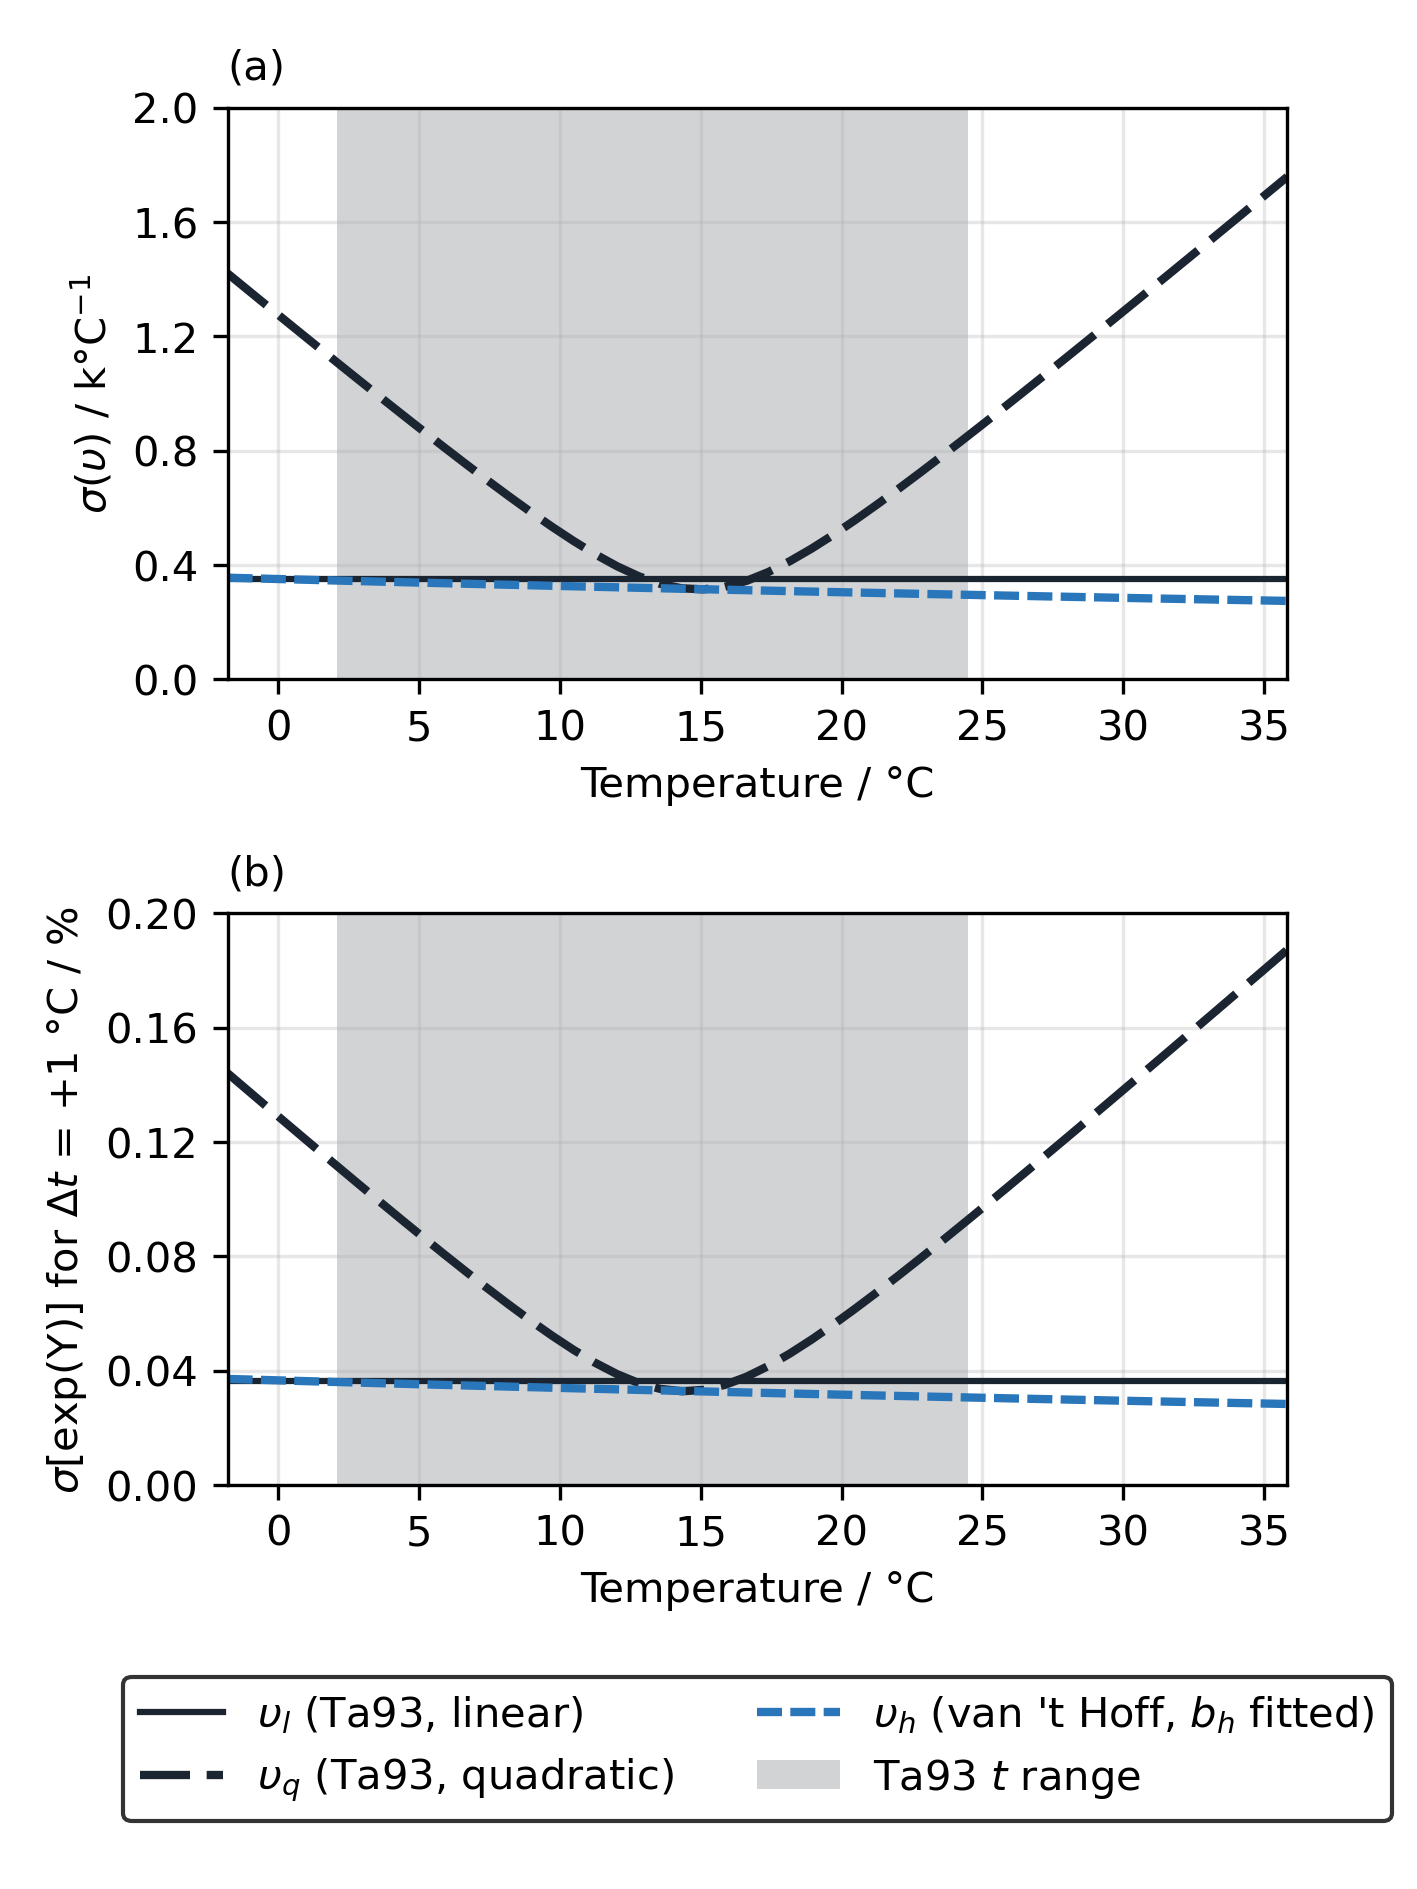 (a)
2.0
1.6
1.2
0.8
0.4
0.0
σ(υ) / k°C⁻¹
0 5 10 15 20 25 30 35
Temperature / °C
(b)
0.20
0.16
0.12
0.08
0.04
0.00
σ[exp(Υ)] for Δt = +1 °C / %
0 5 10 15 20 25 30 35
Temperature / °C
υₗ (Ta93, linear)
υ_q (Ta93, quadratic)
υₕ (van 't Hoff, bₕ fitted)
Ta93 t range